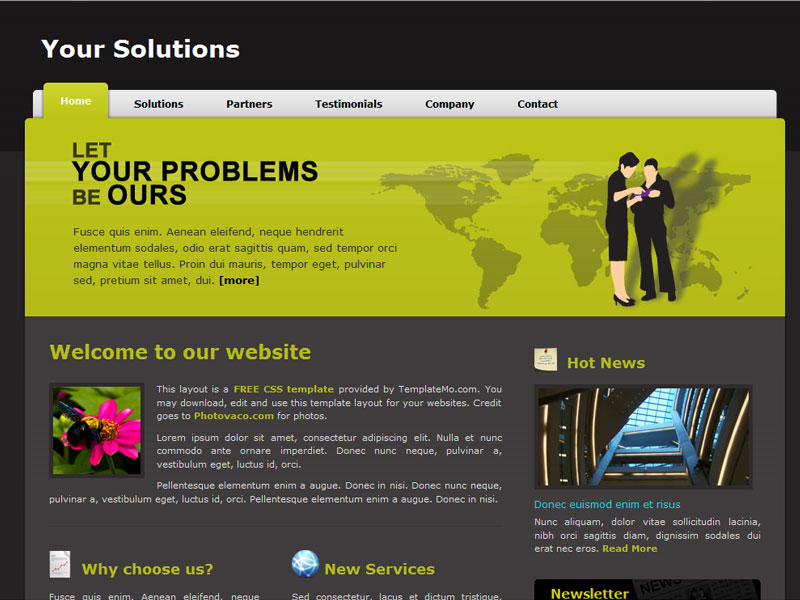 Your Solutions
Home Solutions Partners Testimonials Company Contact
LET
YOUR PROBLEMS
BE OURS
Fusce quis enim. Aenean eleifend, neque hendrerit
elementum sodales, odio erat sagittis quam, sed tempor orci
magna vitae tellus. Proin dui mauris, tempor eget, pulvinar
sed, pretium sit amet, dui. [more]
Welcome to our website
This layout is a FREE CSS template provided by TemplateMo.com. You
may download, edit and use this template layout for your websites. Credit
goes to Photovaco.com for photos.
Lorem ipsum dolor sit amet, consectetur adipiscing elit. Nulla et nunc
commodo ante ornare imperdiet. Donec nunc neque, pulvinar a,
vestibulum eget, luctus id, orci.
Pellentesque elementum enim a augue. Donec in nisi. Donec nunc neque,
pulvinar a, vestibulum eget, luctus id, orci. Pellentesque elementum enim a augue. Donec in nisi.
Why choose us?
Fusce quis enim. Aenean eleifend, neque
New Services
Sed consectetur, lacus et dictum tristique,
Hot News
Donec euismod enim et risus
Nunc aliquam, dolor vitae sollicitudin lacinia,
nibh orci sagittis diam, dignissim sodales dui
erat nec eros. Read More
Newsletter
NEWS